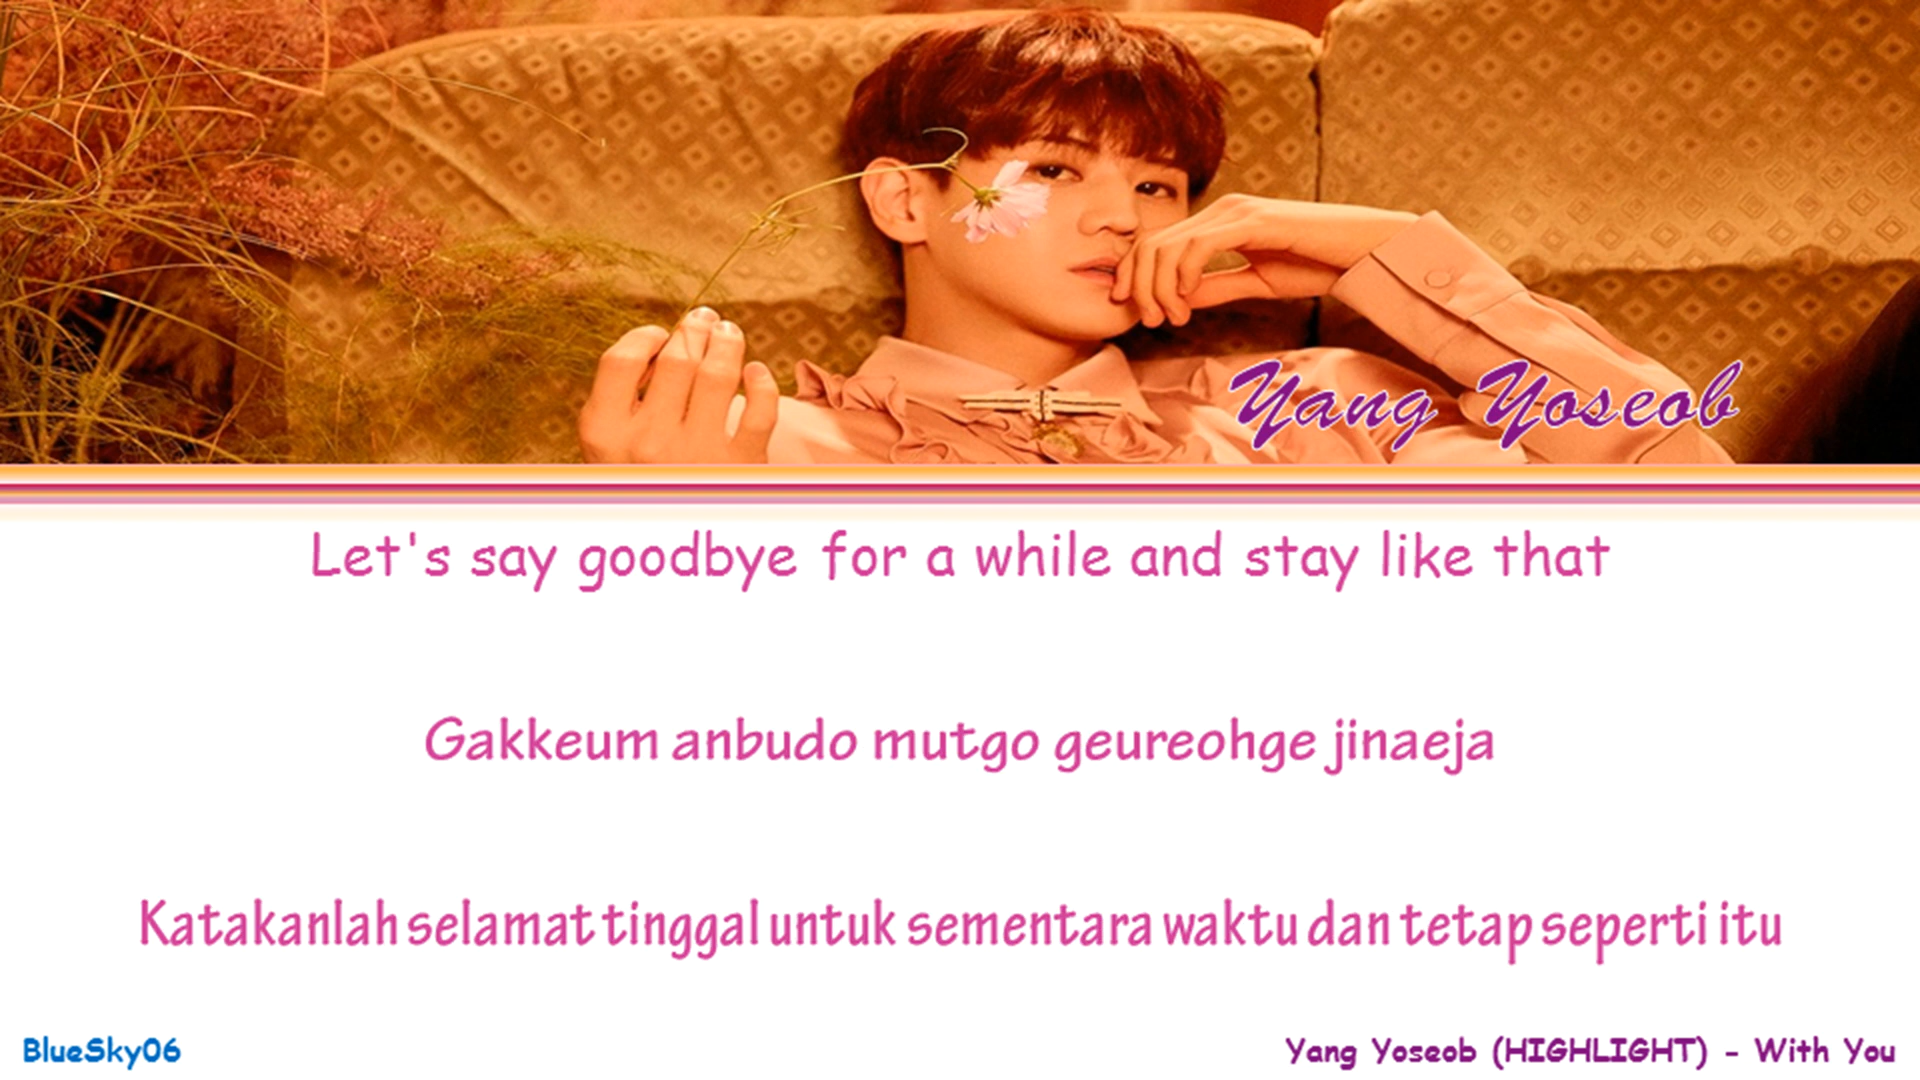 Yang Yoseob
Let's say goodbye for a while and stay like that
Gakkeum anbudo mutgo geureohge jinaeja
Katakanlah selamat tinggal untuk sementara waktu dan tetap seperti itu
BlueSky06
Yang Yoseob (HIGHLIGHT) - With You